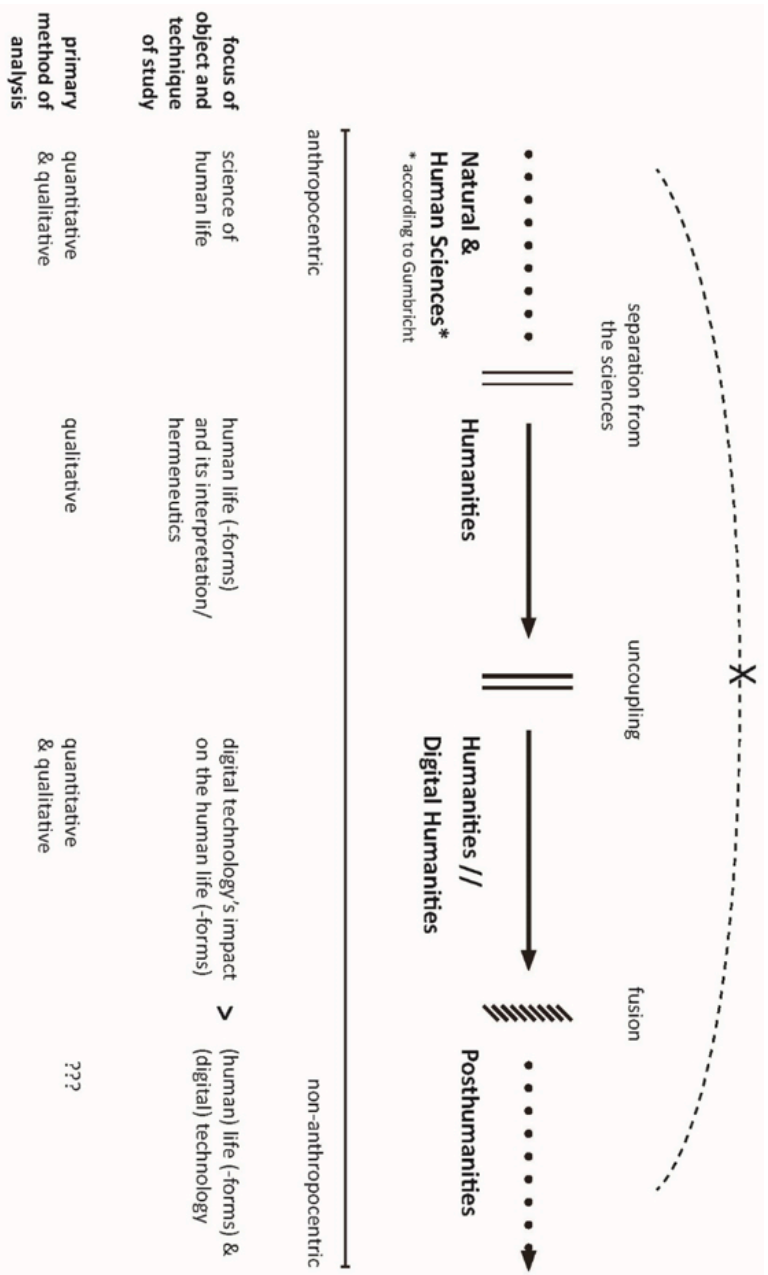 X
separation from
the sciences
uncoupling
fusion
Natural &
Human Sciences*
* according to Gumbricht
Humanities
Humanities //
Digital Humanities
Posthumanities
anthropocentric
non-anthropocentric
focus of
object and
technique
of study
science of
human life
human life (-forms)
and its interpretation/
hermeneutics
digital technology's impact
on the human life (-forms)
>
(human) life (-forms) &
(digital) technology
primary
method of
analysis
quantitative
& qualitative
qualitative
quantitative
& qualitative
???